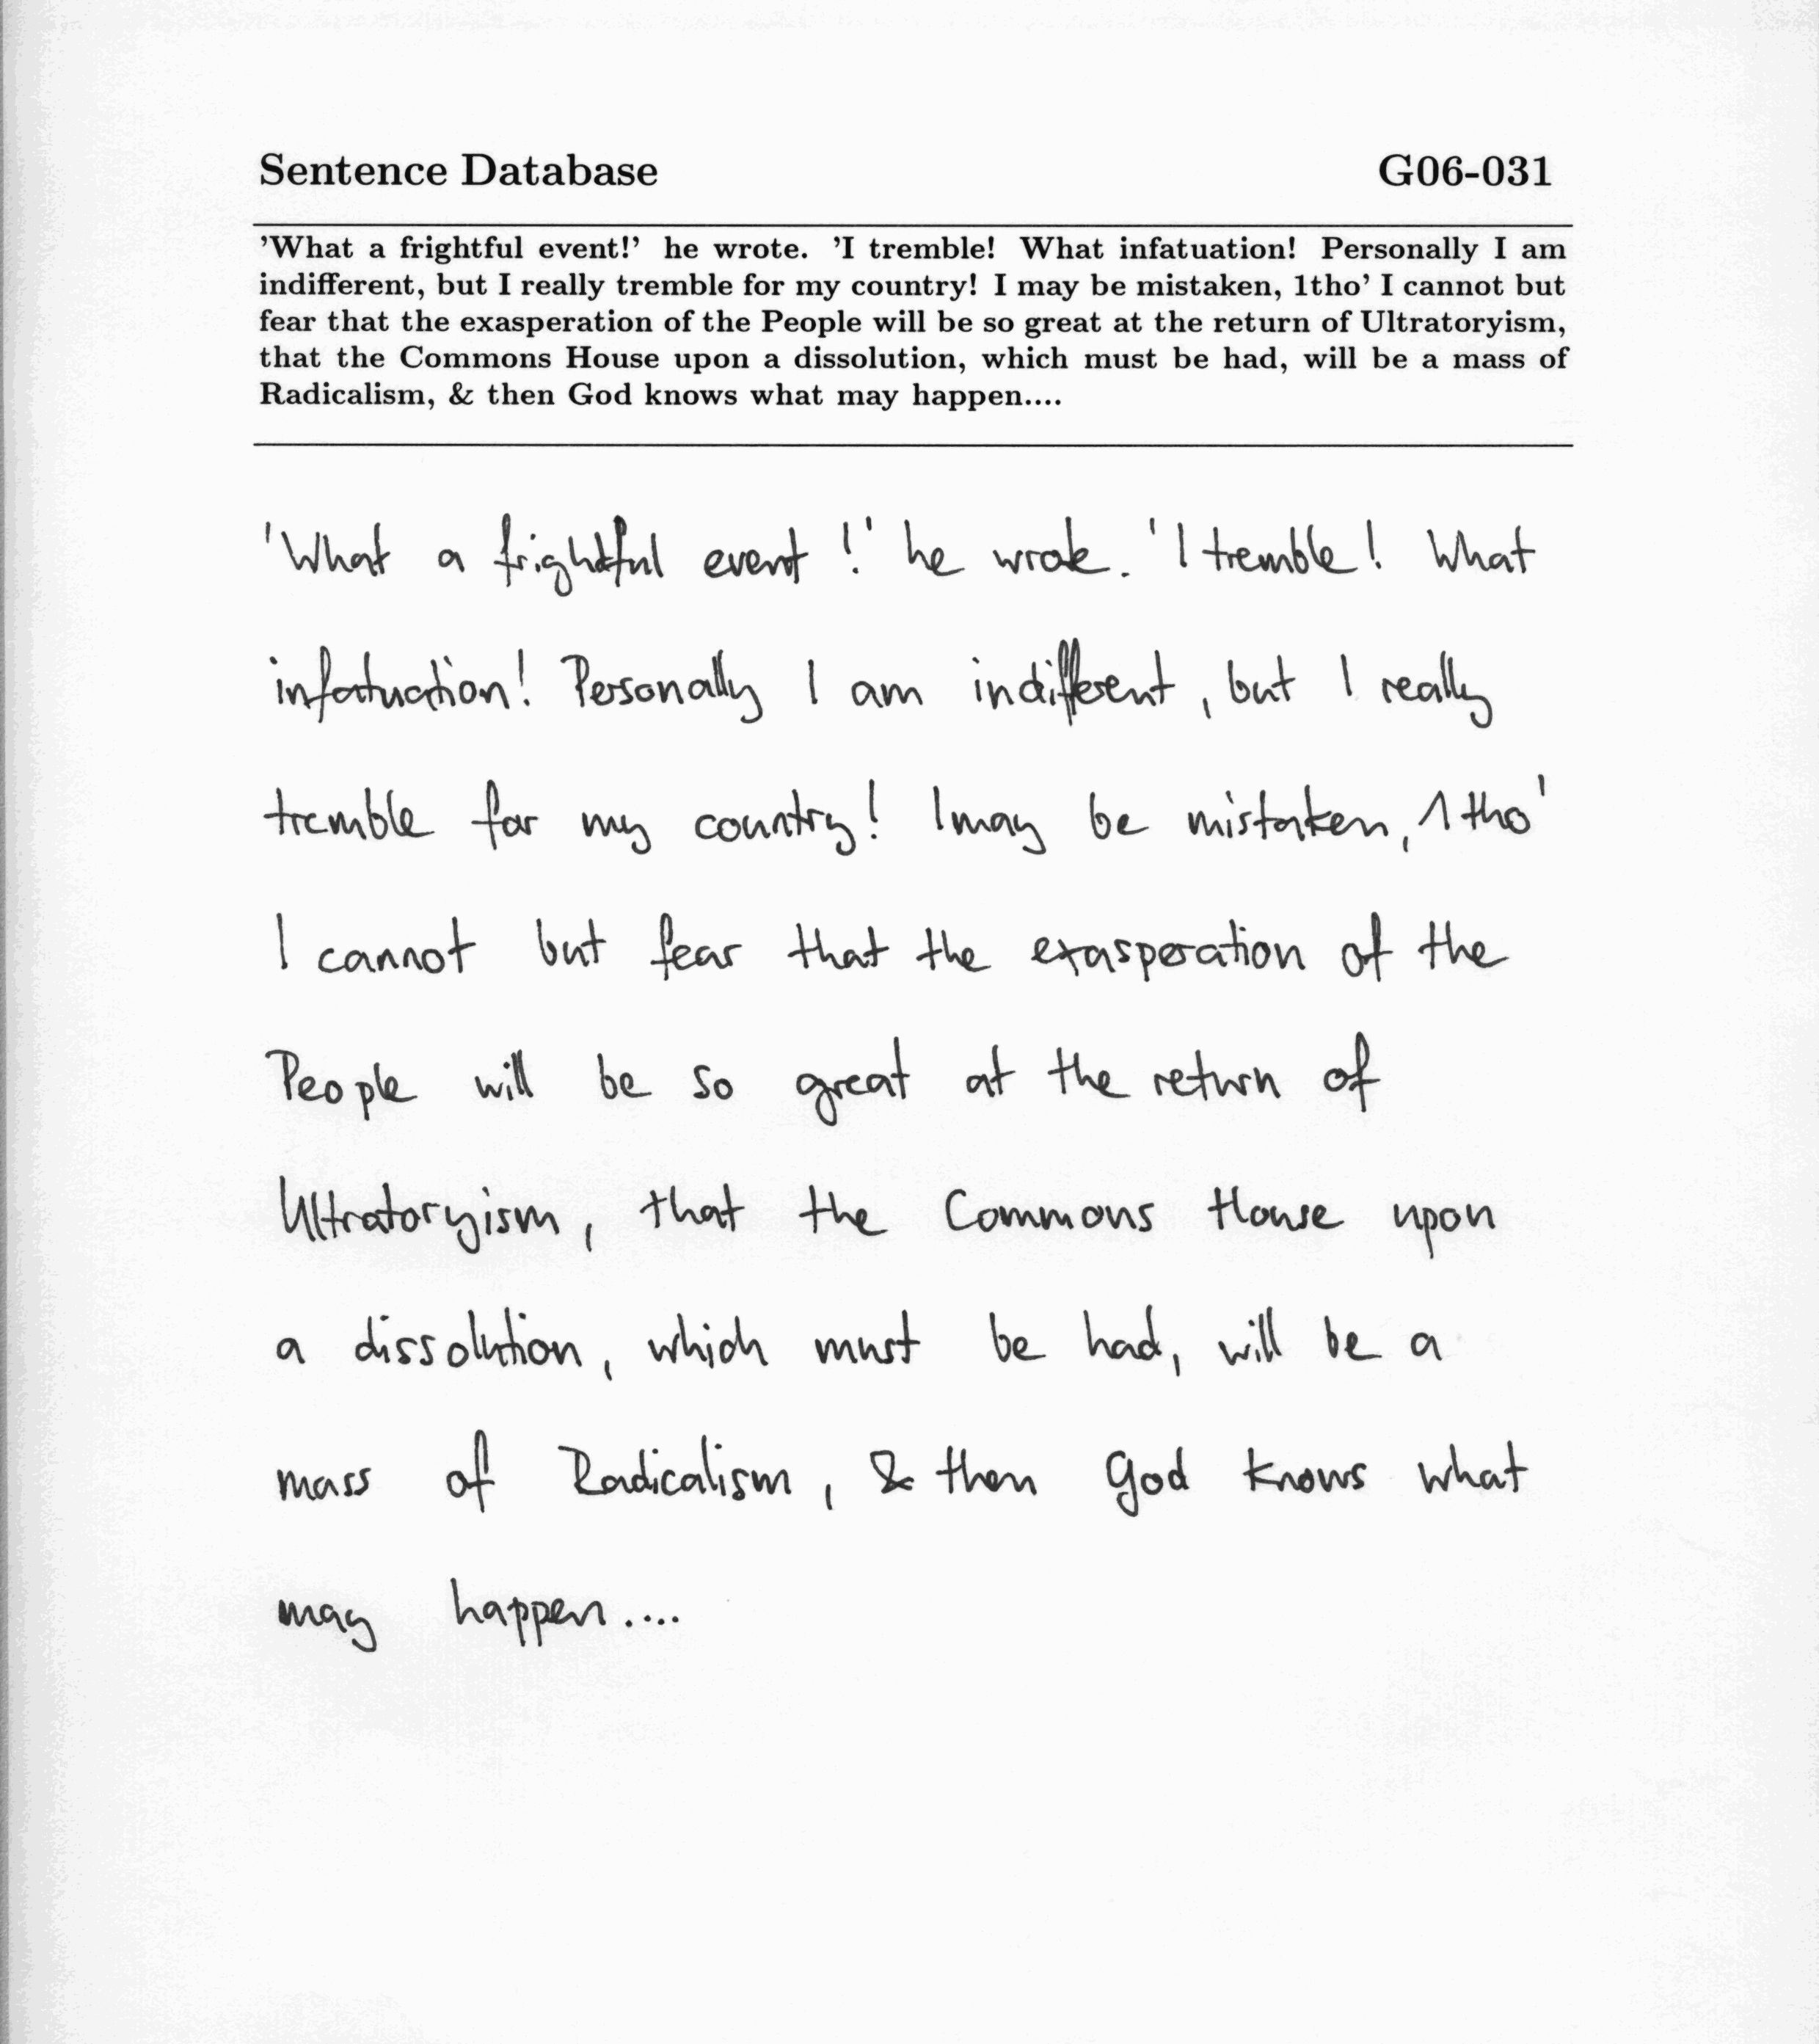 Sentence Database G06-031
'What a frightful event!' he wrote. 'I tremble! What infatuation! Personally I am
indifferent, but I really tremble for my country! I may be mistaken, 1tho' I cannot but
fear that the exasperation of the People will be so great at the return of Ultratoryism,
that the Commons House upon a dissolution, which must be had, will be a mass of
Radicalism, & then God knows what may happen....
'What a frightful event!' he wrote. 'I tremble! What
infatuation! Personally I am indifferent, but I really
tremble for my country! I may be mistaken, 1tho'
I cannot but fear that the exasperation of the
People will be so great at the return of
Ultratoryism, that the Commons House upon
a dissolution, which must be had, will be a
mass of Radicalism, & then God knows what
may happen....